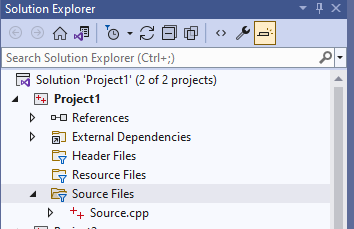 Solution Explorer
Search Solution Explorer (Ctrl+;)
Solution 'Project1' (2 of 2 projects)
Project1
References
External Dependencies
Header Files
Resource Files
Source Files
Source.cpp